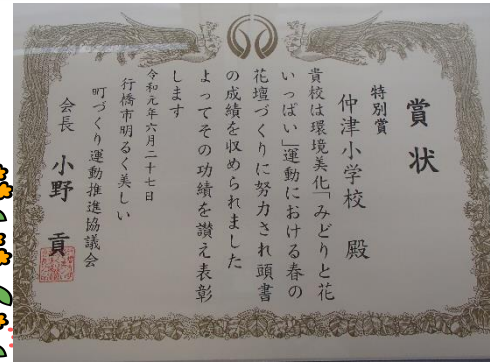 賞状
特別賞
仲津小学校 殿
貴校は環境美化「みどりと花
いっぱい」運動における春の
花壇づくりに努力され頭書
の成績を収められました
よってその功績を讃え表彰
します
令和元年六月二十七日
行橋市明るく美しい
町づくり運動推進協議会
会長 小野 貢